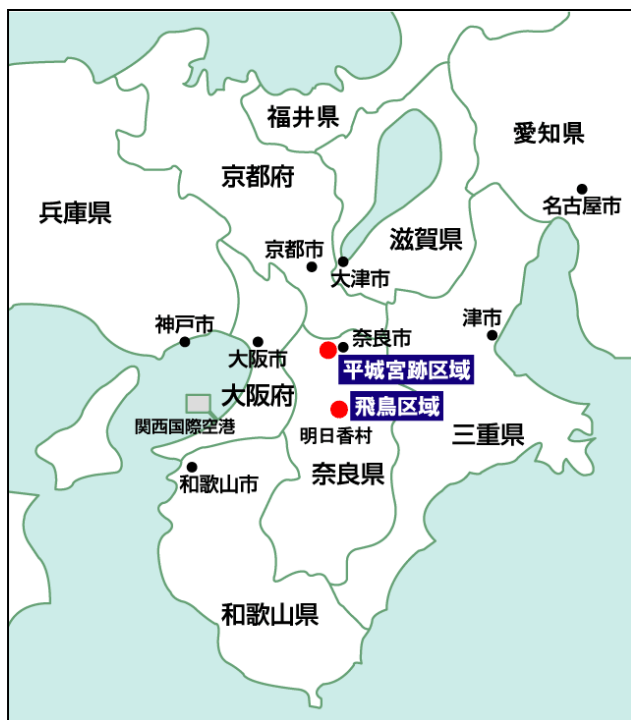 福井県
愛知県
京都府
兵庫県
名古屋市
滋賀県
京都市
大津市
神戸市
津市
奈良市
大阪市
平城宮跡区域
大阪府
飛鳥区域
関西国際空港
明日香村
三重県
奈良県
和歌山市
和歌山県